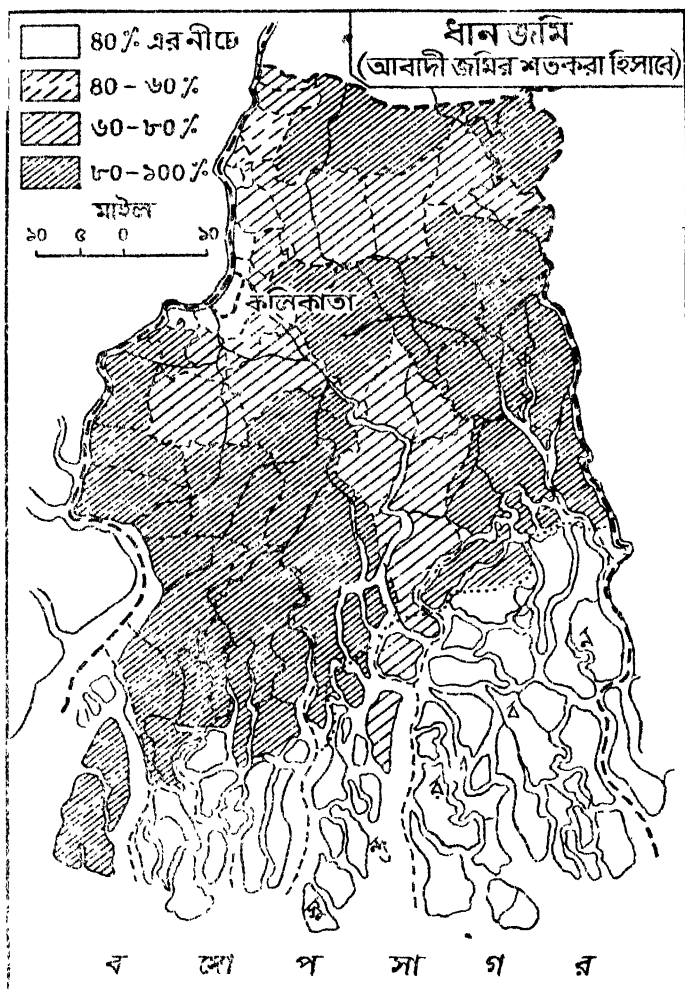 ধান জমি
(আবাদী জমির শতকরা হিসাবে)
৪০% এর নীচে
৪০-৬০%
৬০-৮০%
৮০-১০০%
মাইল
১০ ৫ ০ ১০
কলিকাতা
ব ঙ্গো প সা গ র